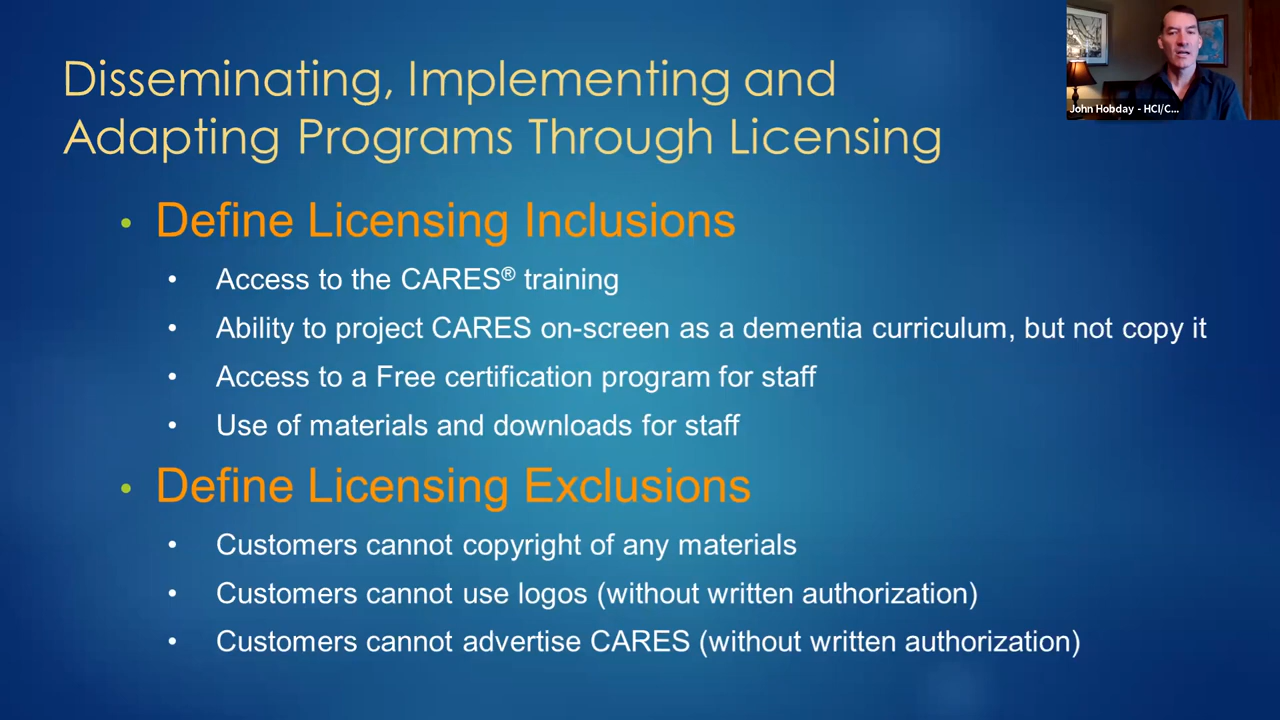 Disseminating, Implementing and
Adapting Programs Through Licensing
John Hobday - HCI/C...
• Define Licensing Inclusions
• Access to the CARES® training
• Ability to project CARES on-screen as a dementia curriculum, but not copy it
• Access to a Free certification program for staff
• Use of materials and downloads for staff
• Define Licensing Exclusions
• Customers cannot copyright of any materials
• Customers cannot use logos (without written authorization)
• Customers cannot advertise CARES (without written authorization)